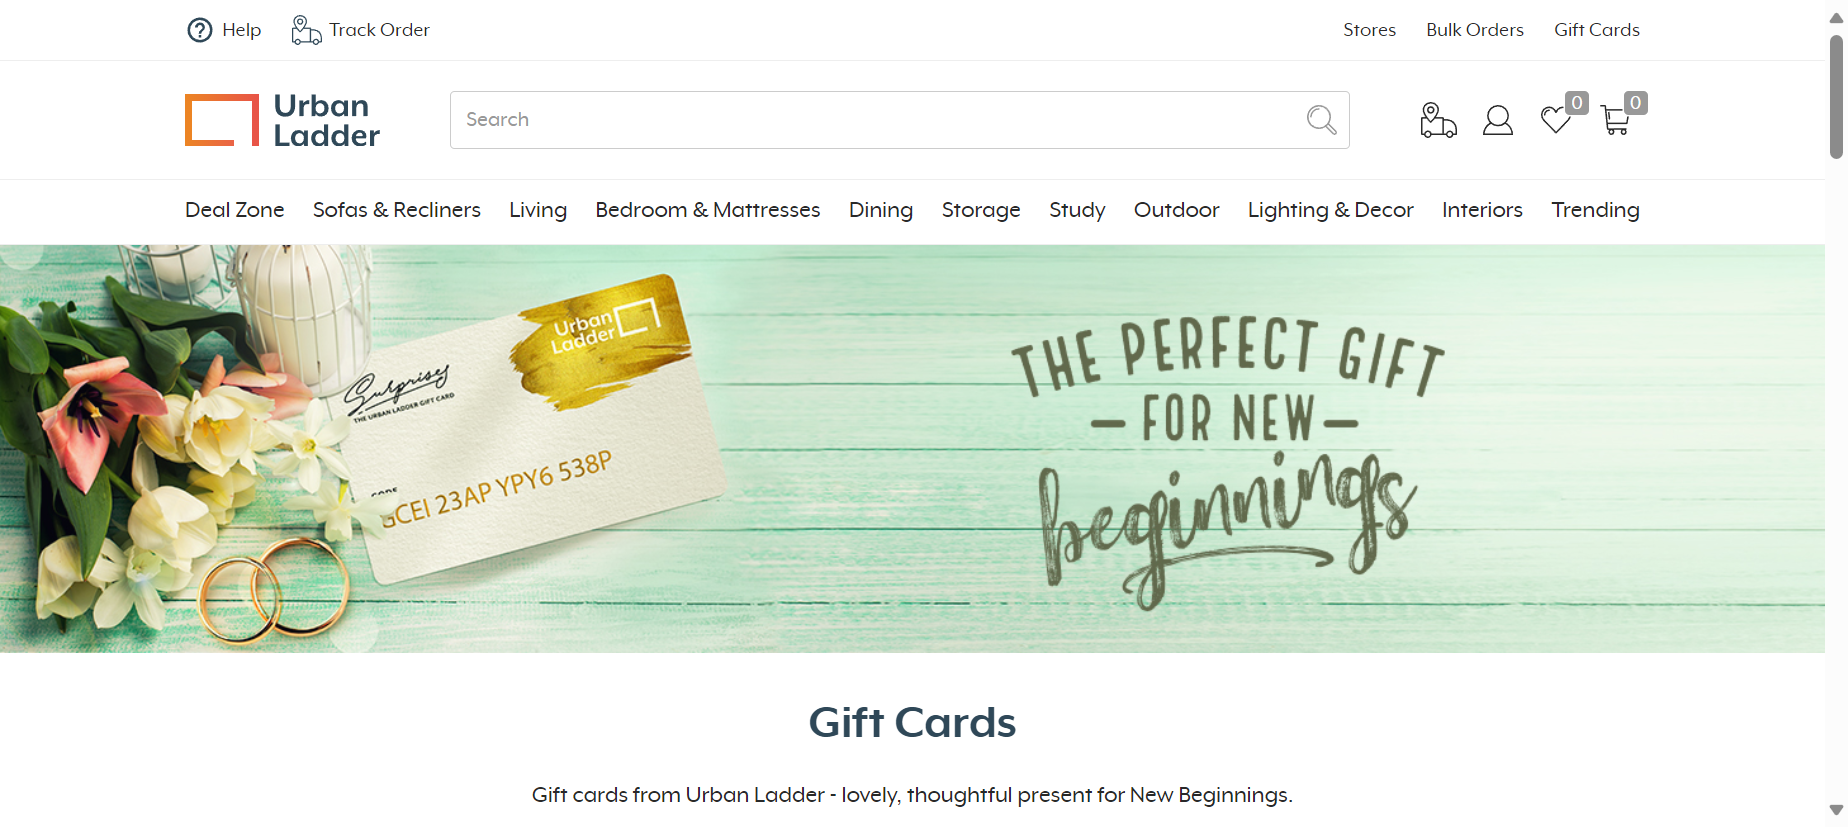 Help
Track Order
Stores
Bulk Orders
Gift Cards
Urban
Ladder
Search
0
0
Deal Zone
Sofas & Recliners
Living
Bedroom & Mattresses
Dining
Storage
Study
Outdoor
Lighting & Decor
Interiors
Trending
Urban
Ladder
Surprises
THE URBAN LADDER GIFT CARD
CODE
GCEI 23AP YPY6 538P
THE PERFECT GIFT
— FOR NEW —
beginnings
Gift Cards
Gift cards from Urban Ladder - lovely, thoughtful present for New Beginnings.